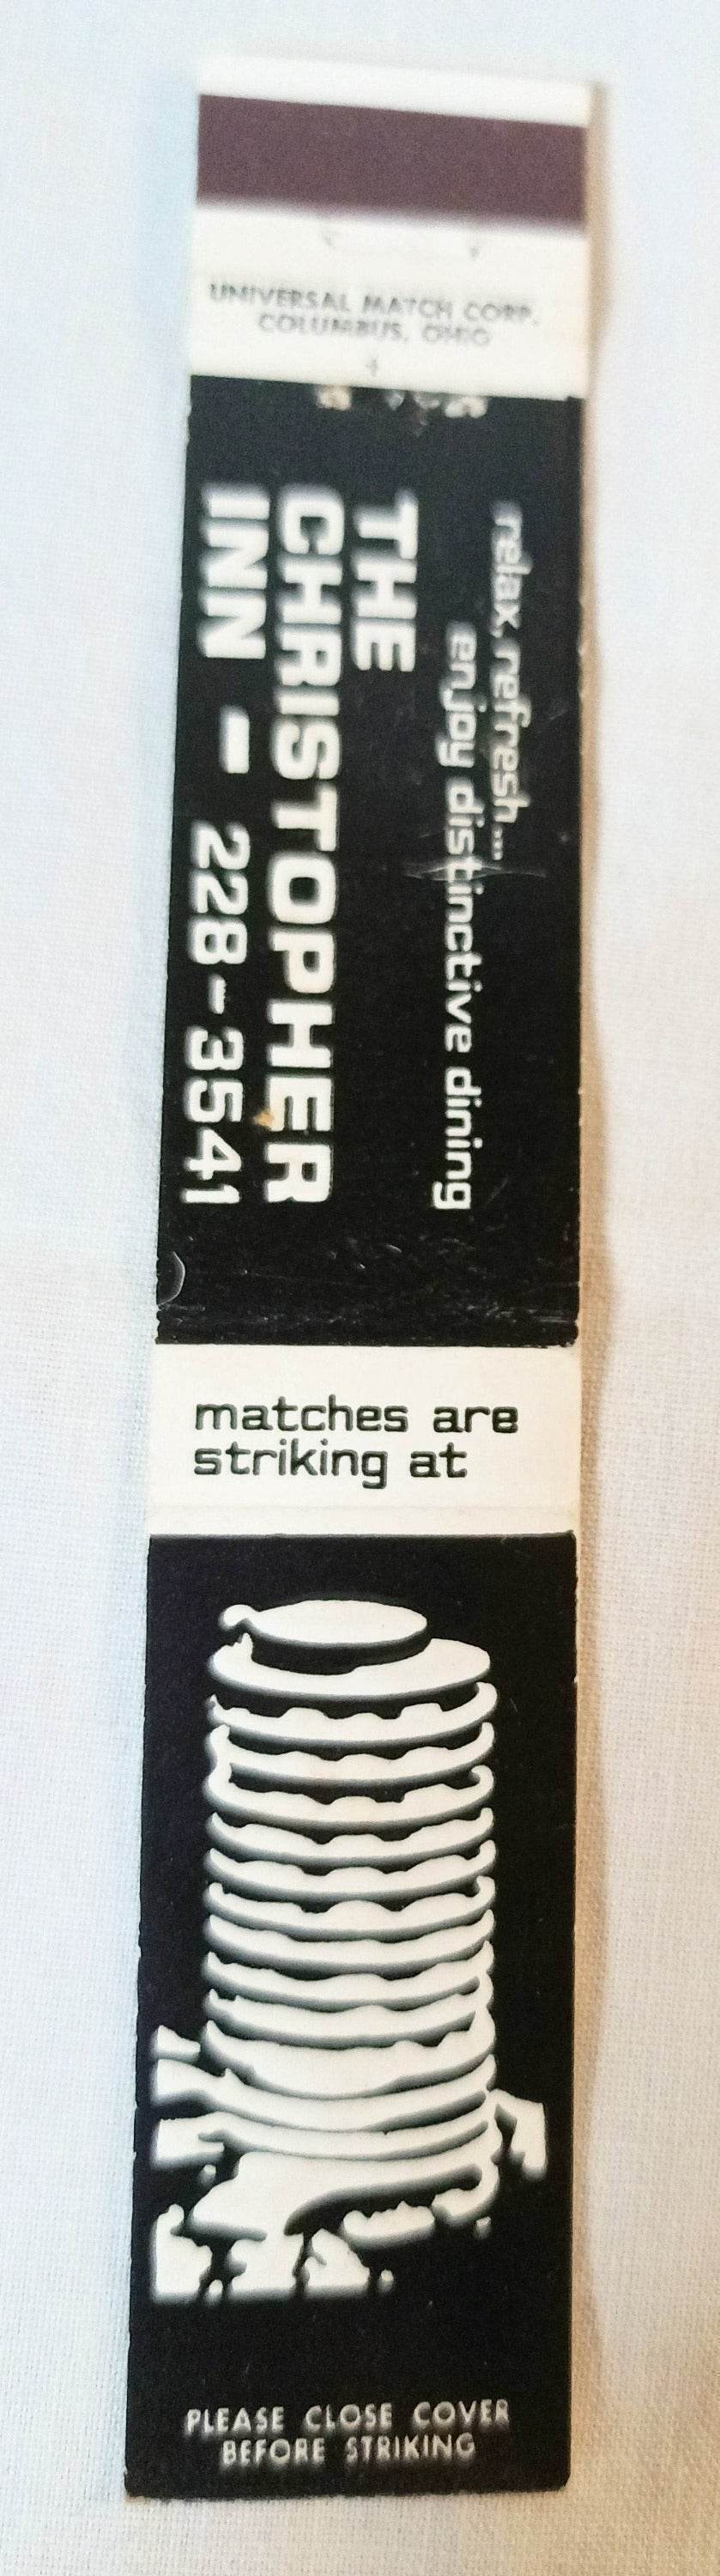 UNIVERSAL MATCH CORP.
COLUMBUS, OHIO
relax, refresh...
enjoy distinctive dining
THE
CHRISTOPHER
INN - 228-3541
matches are
striking at
PLEASE CLOSE COVER
BEFORE STRIKING